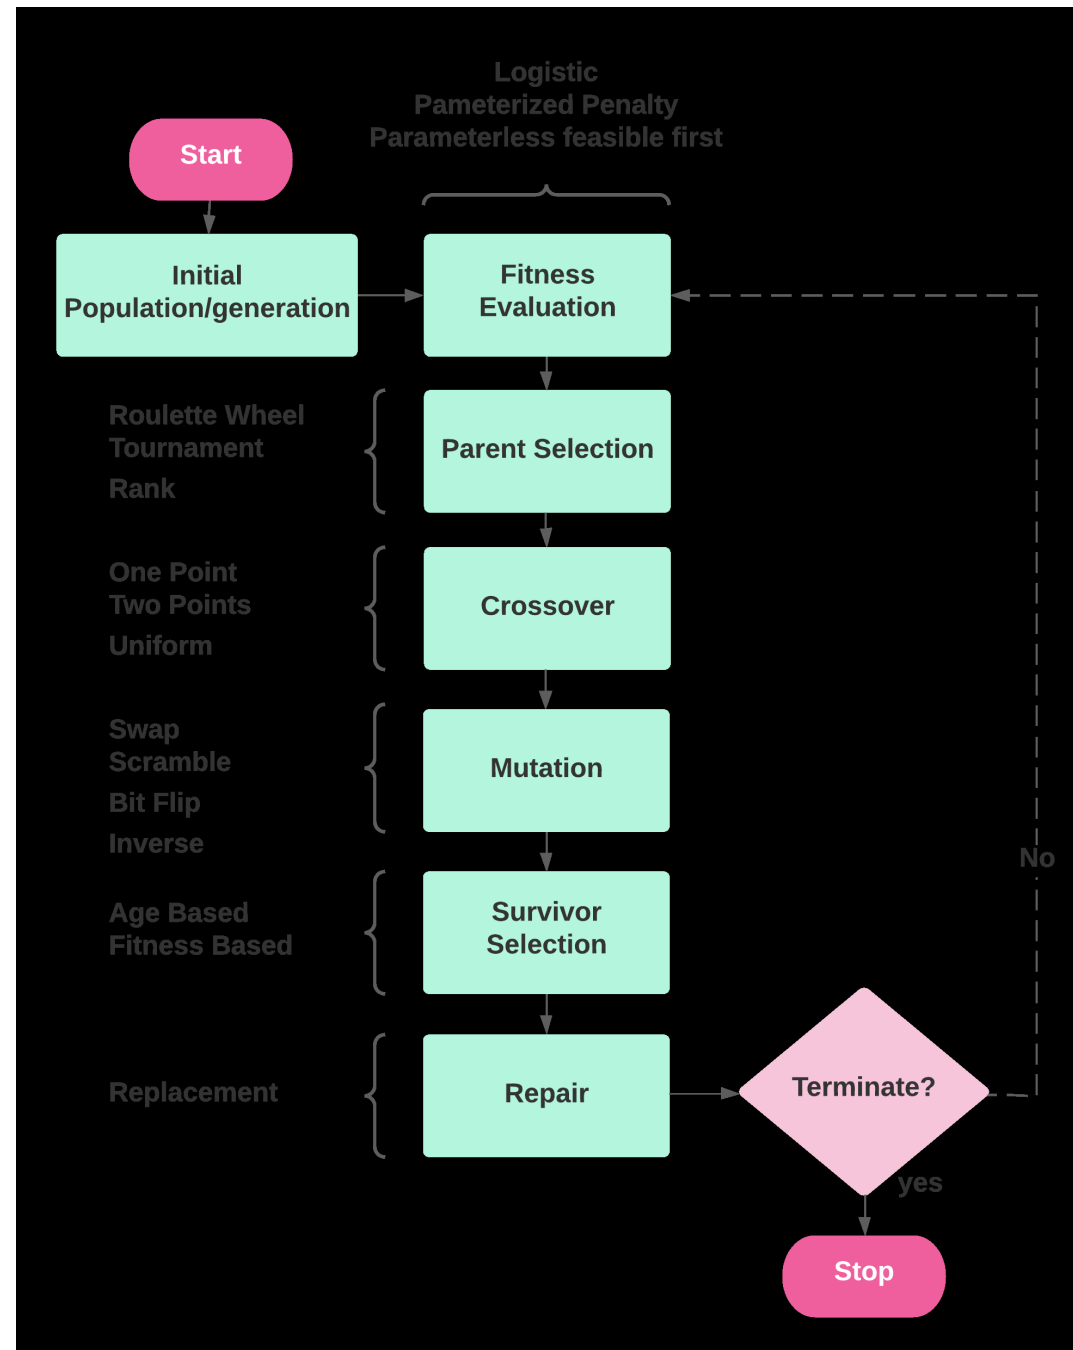 Logistic
Pameterized Penalty
Parameterless feasible first
Start
Initial
Population/generation
Fitness
Evaluation
Roulette Wheel
Tournament
Rank
Parent Selection
One Point
Two Points
Uniform
Crossover
Swap
Scramble
Bit Flip
Inverse
Mutation
No
Age Based
Fitness Based
Survivor
Selection
Replacement
Repair
Terminate?
yes
Stop